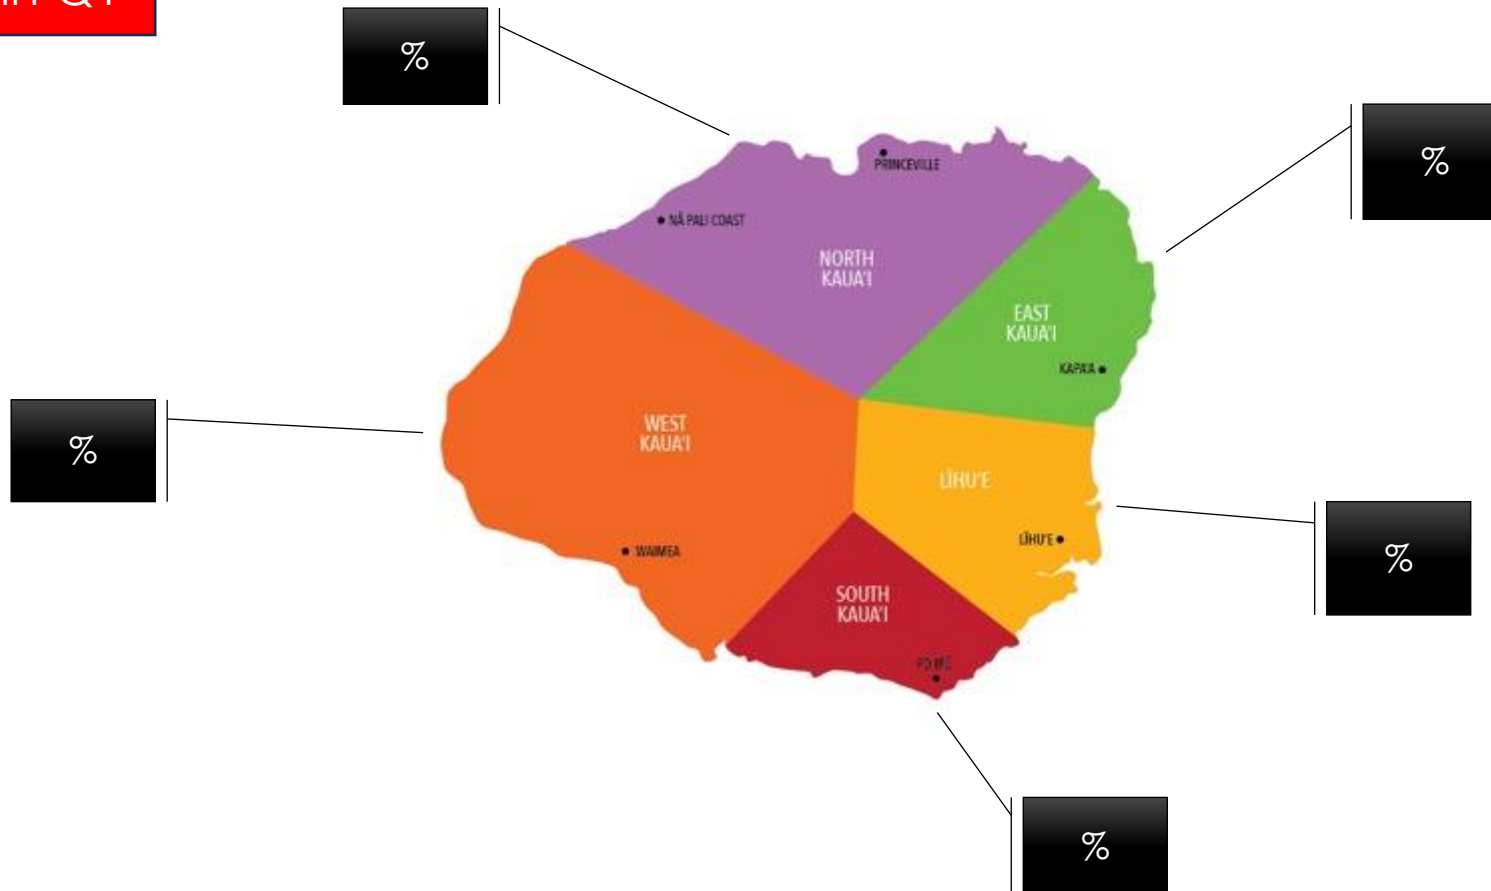 %
%
PRINCEVILLE
NĀ PALI COAST
NORTH
KAUA'I
EAST
KAUA'I
KAPA'A
%
WEST
KAUA'I
LĪHU'E
LĪHU'E
WAIMEA
%
SOUTH
KAUA'I
%